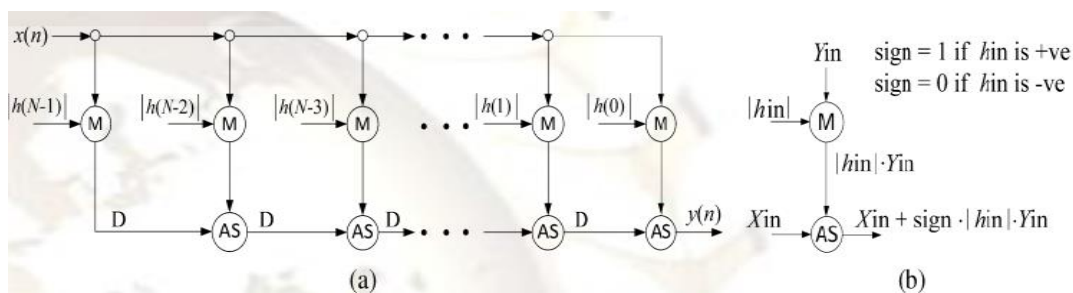 x(n)
|h(N-1)| M |h(N-2)| M |h(N-3)| M • • • |h(1)| M |h(0)| M
D AS D AS D • • • AS D AS y(n)
(a)
Yin
sign = 1 if hin is +ve
sign = 0 if hin is -ve
|hin| M
|hin|·Yin
Xin AS Xin + sign·|hin|·Yin
(b)